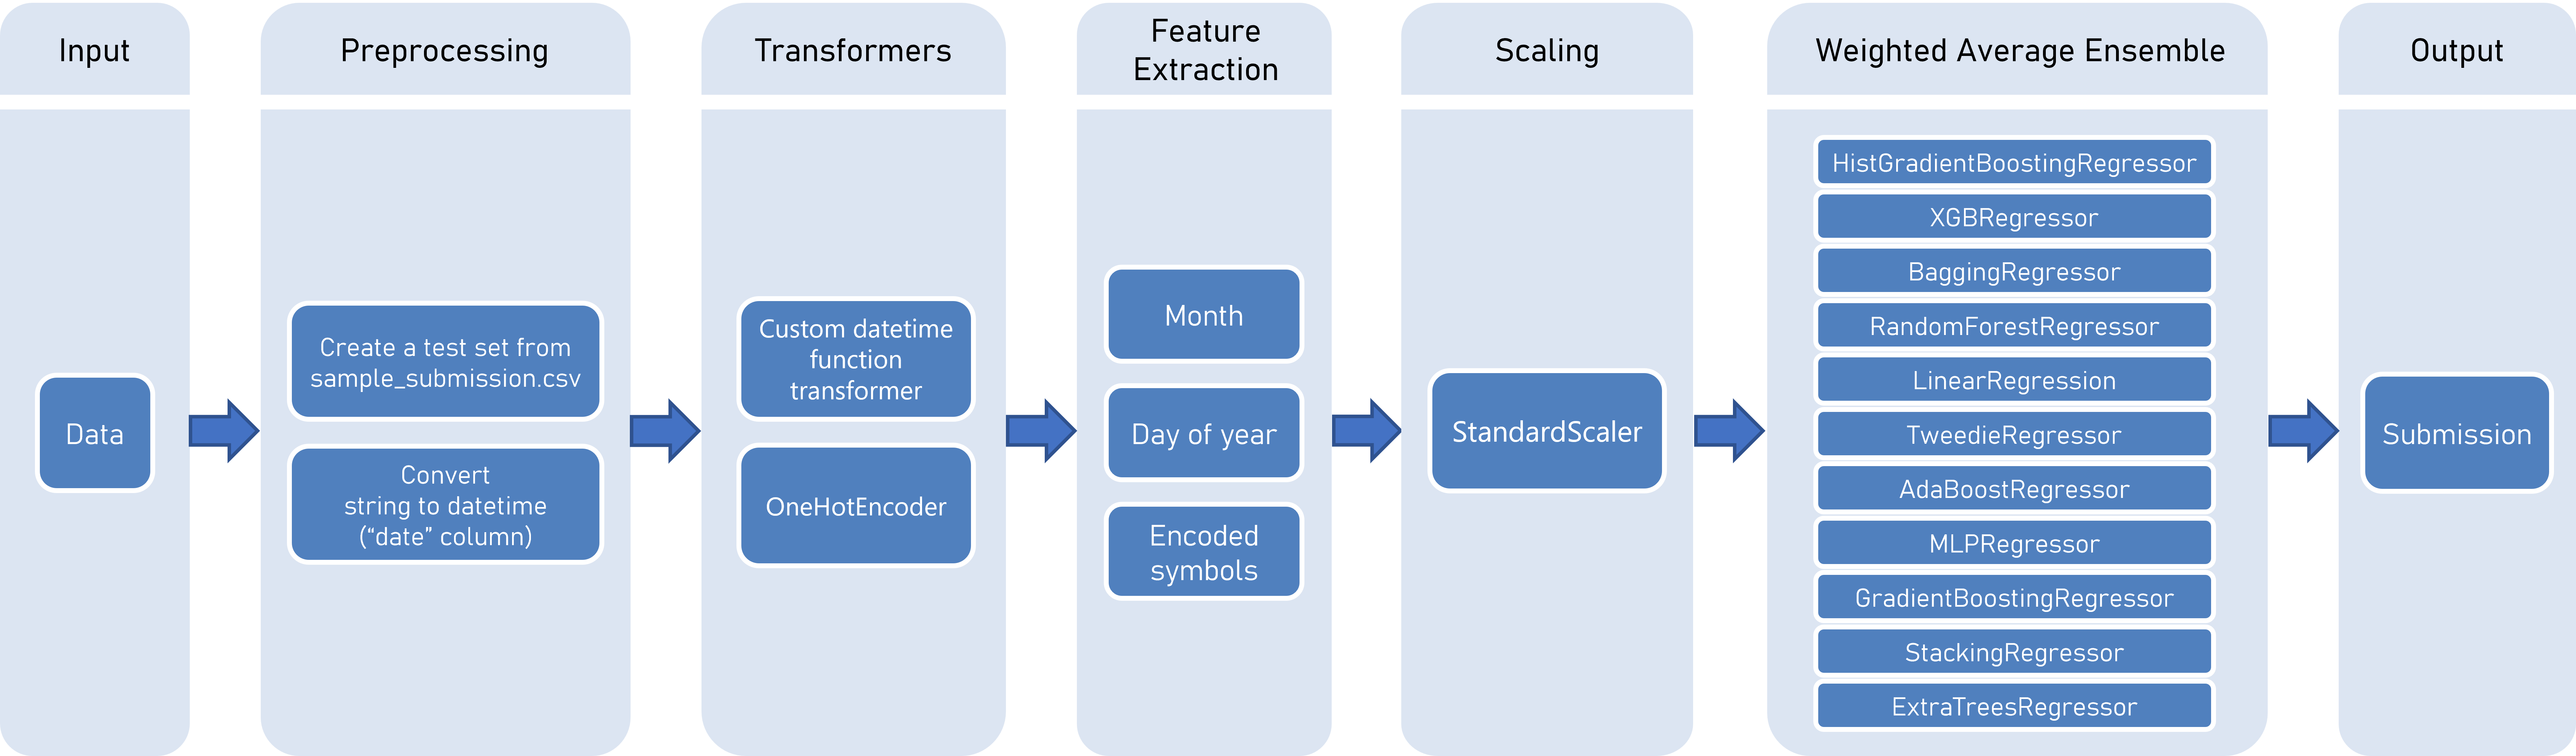 Input
Preprocessing
Transformers
Feature
Extraction
Scaling
Weighted Average Ensemble
Output
Data
Create a test set from
sample_submission.csv
Convert
string to datetime
(“date” column)
Custom datetime
function
transformer
OneHotEncoder
Month
Day of year
Encoded
symbols
StandardScaler
HistGradientBoostingRegressor
XGBRegressor
BaggingRegressor
RandomForestRegressor
LinearRegression
TweedieRegressor
AdaBoostRegressor
MLPRegressor
GradientBoostingRegressor
StackingRegressor
ExtraTreesRegressor
Submission